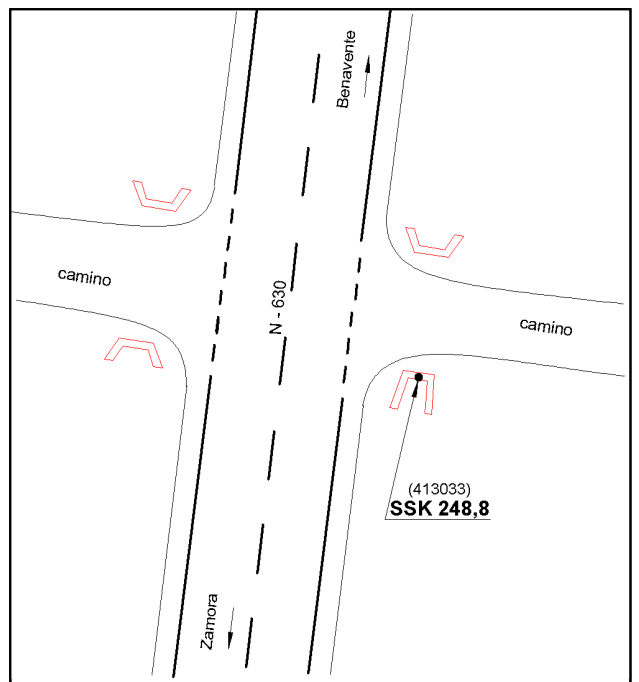 Benavente
camino
N - 630
camino
(413033)
SSK 248,8
Zamora